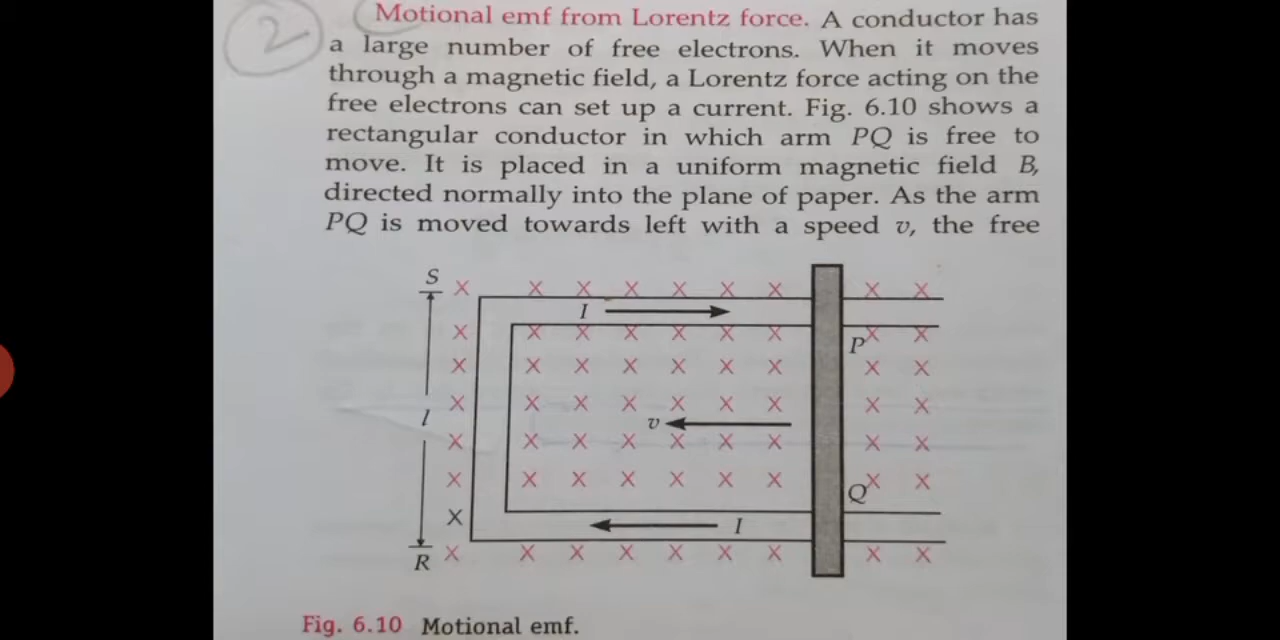 2
Motional emf from Lorentz force. A conductor has
a large number of free electrons. When it moves
through a magnetic field, a Lorentz force acting on the
free electrons can set up a current. Fig. 6.10 shows a
rectangular conductor in which arm PQ is free to
move. It is placed in a uniform magnetic field B,
directed normally into the plane of paper. As the arm
PQ is moved towards left with a speed v, the free
S
I
P
l
v
Q
I
R
Fig. 6.10 Motional emf.